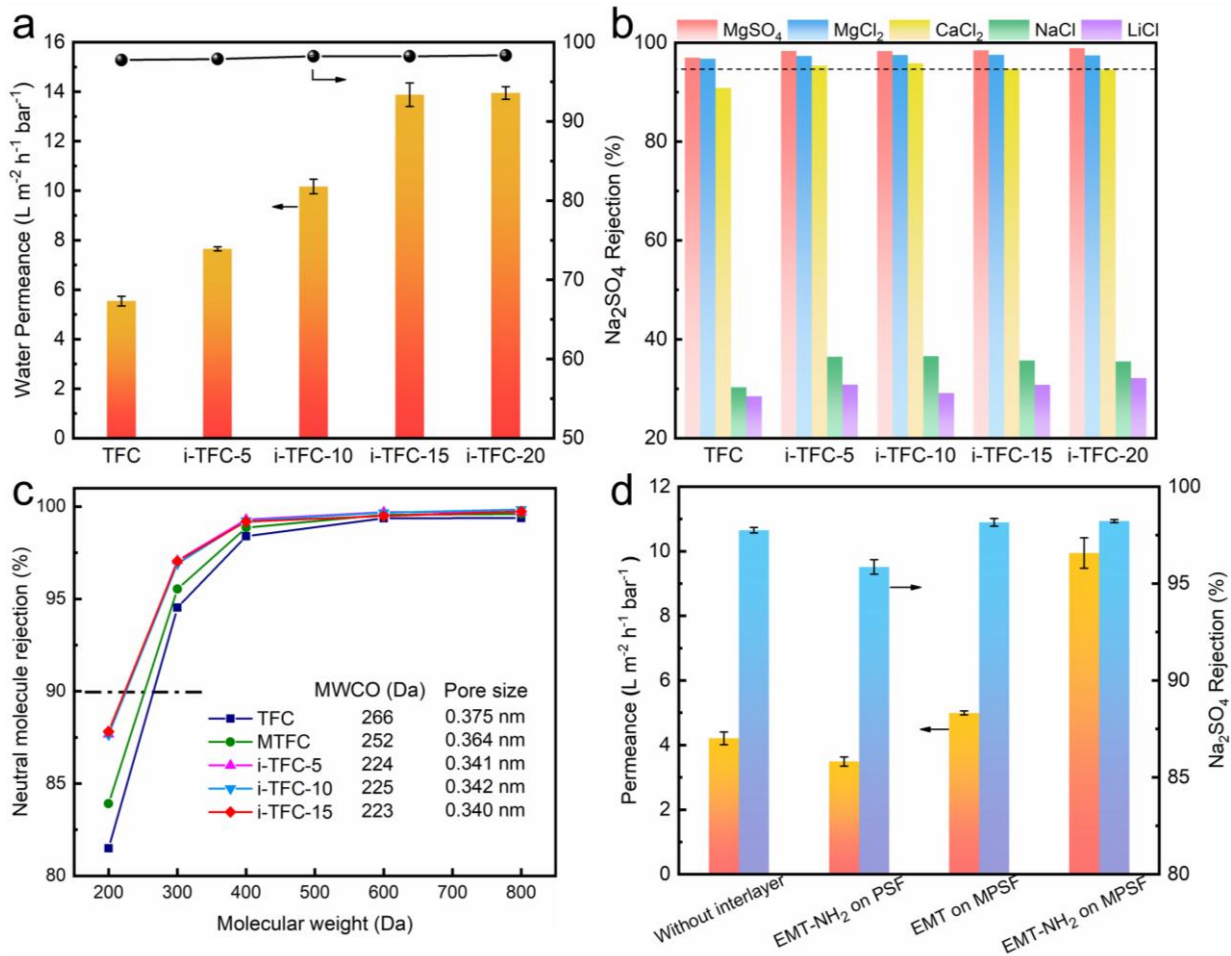 a
16
14
12
10
8
6
4
2
0
Water Permeance (L m⁻² h⁻¹ bar⁻¹)
TFC i-TFC-5 i-TFC-10 i-TFC-15 i-TFC-20
100
90
80
70
60
50
Na₂SO₄ Rejection (%)
b
MgSO₄ MgCl₂ CaCl₂ NaCl LiCl
100
80
60
40
20
TFC i-TFC-5 i-TFC-10 i-TFC-15 i-TFC-20
c
100
95
90
85
80
Neutral molecule rejection (%)
MWCO (Da) Pore size
TFC 266 0.375 nm
MTFC 252 0.364 nm
i-TFC-5 224 0.341 nm
i-TFC-10 225 0.342 nm
i-TFC-15 223 0.340 nm
200 300 400 500 600 700 800
Molecular weight (Da)
d
12
10
8
6
4
2
0
Permeance (L m⁻² h⁻¹ bar⁻¹)
100
95
90
85
80
Na₂SO₄ Rejection (%)
Without interlayer
EMT-NH₂ on PSF
EMT on MPSF
EMT-NH₂ on MPSF